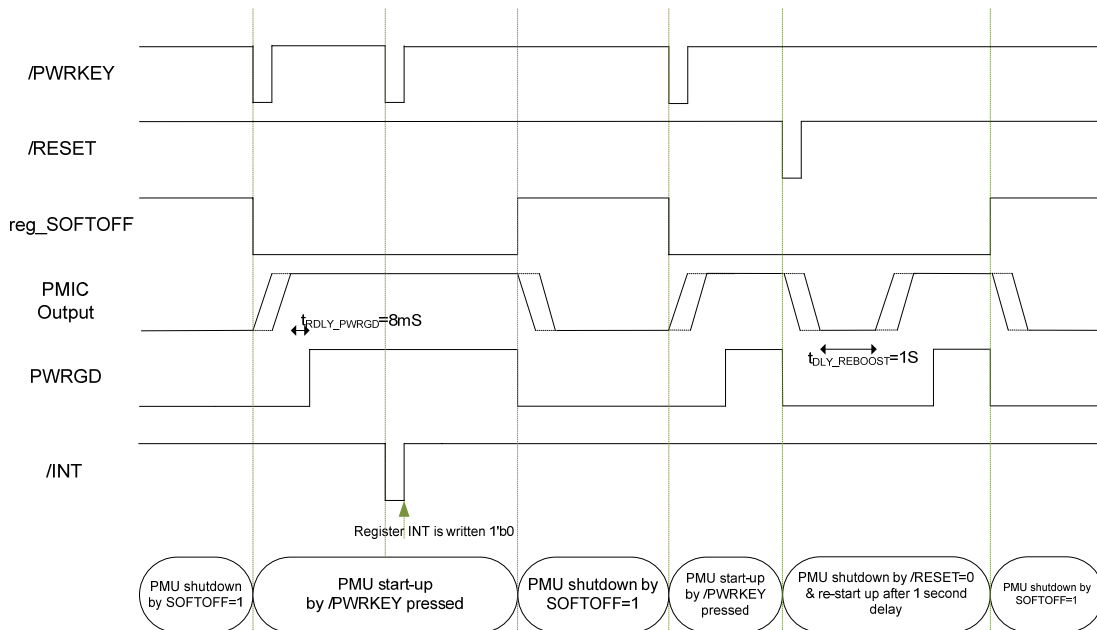 /PWRKEY
/RESET
reg_SOFTOFF
PMIC
Output
tRDLY_PWRGD=8mS
PWRGD
tDLY_REBOOST=1S
/INT
Register INT is written 1'b0
PMU shutdown
by SOFTOFF=1
PMU start-up
by /PWRKEY pressed
PMU shutdown by
SOFTOFF=1
PMU start-up
by /PWRKEY
pressed
PMU shutdown by /RESET=0
& re-start up after 1 second
delay
PMU shutdown by
SOFTOFF=1